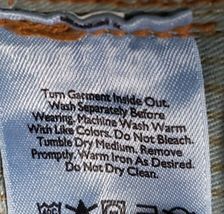 Turn Garment Inside Out.
Wash Separately Before
Wearing, Machine Wash Warm
With Like Colors. Do Not Bleach.
Tumble Dry Medium. Remove
Promptly. Warm Iron As Desired.
Do Not Dry Clean.